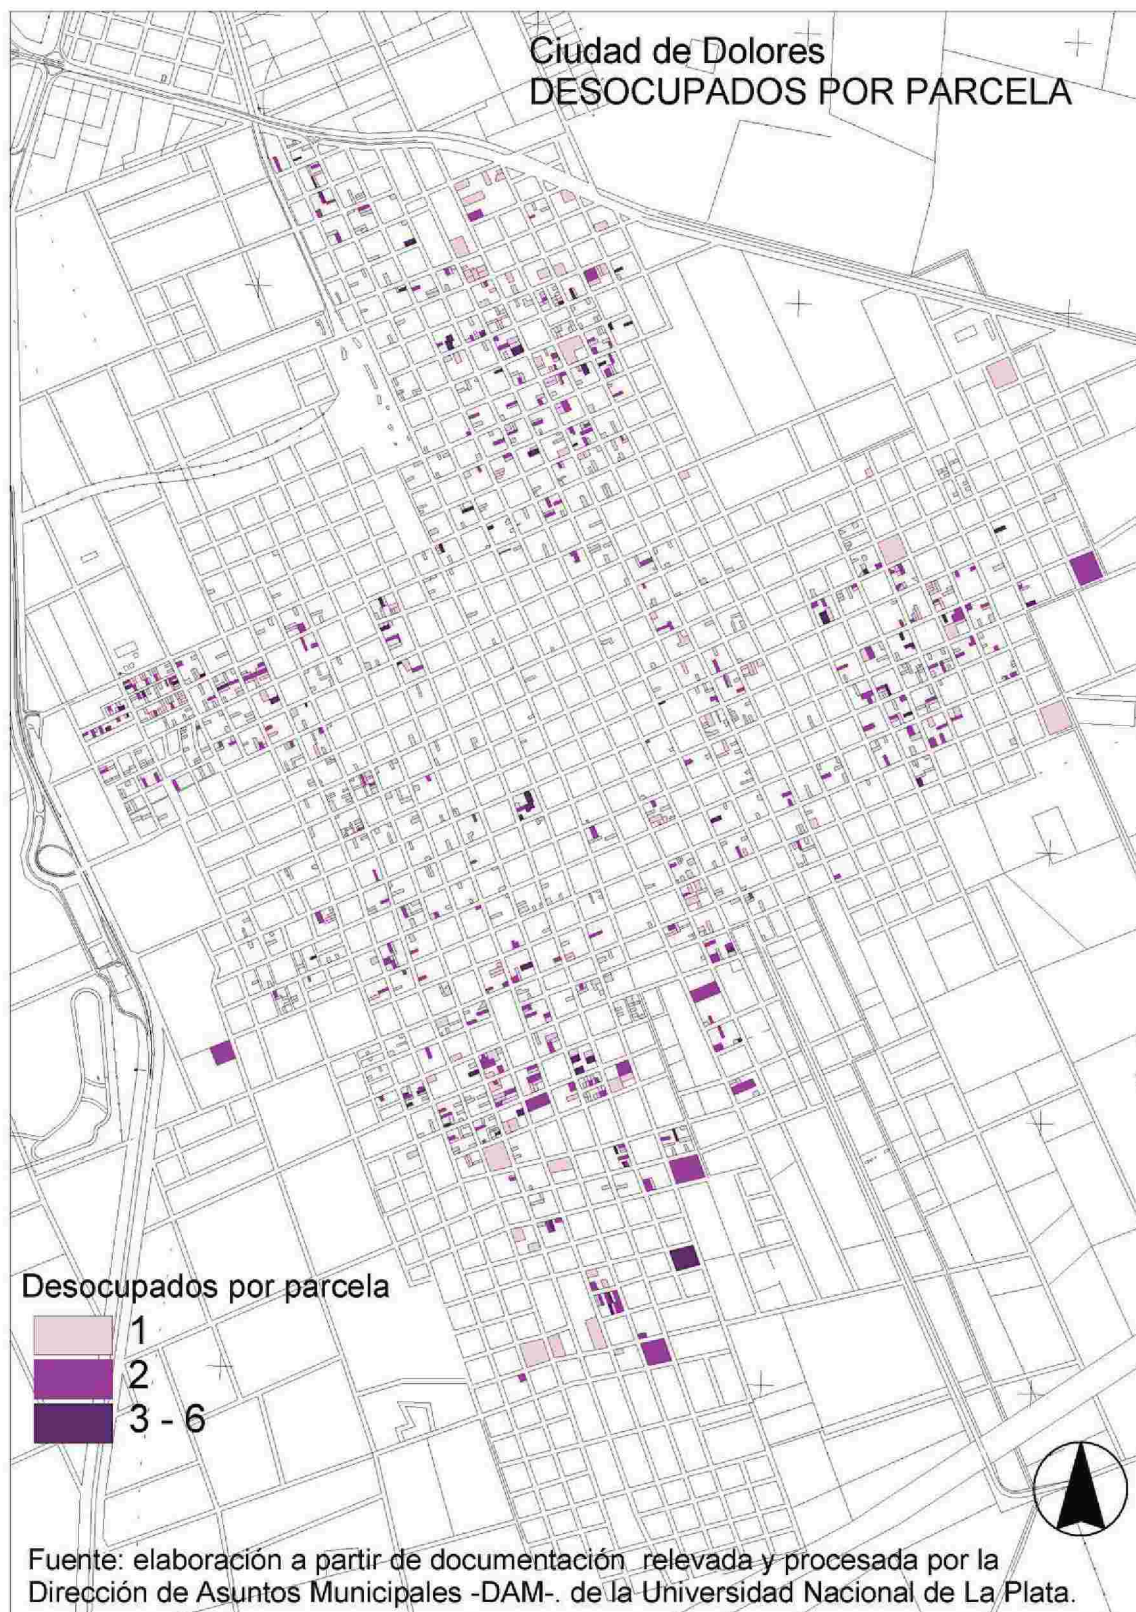 Ciudad de Dolores
DESOCUPADOS POR PARCELA
Desocupados por parcela
1
2
3 - 6
Fuente: elaboración a partir de documentación relevada y procesada por la
Dirección de Asuntos Municipales -DAM-. de la Universidad Nacional de La Plata.